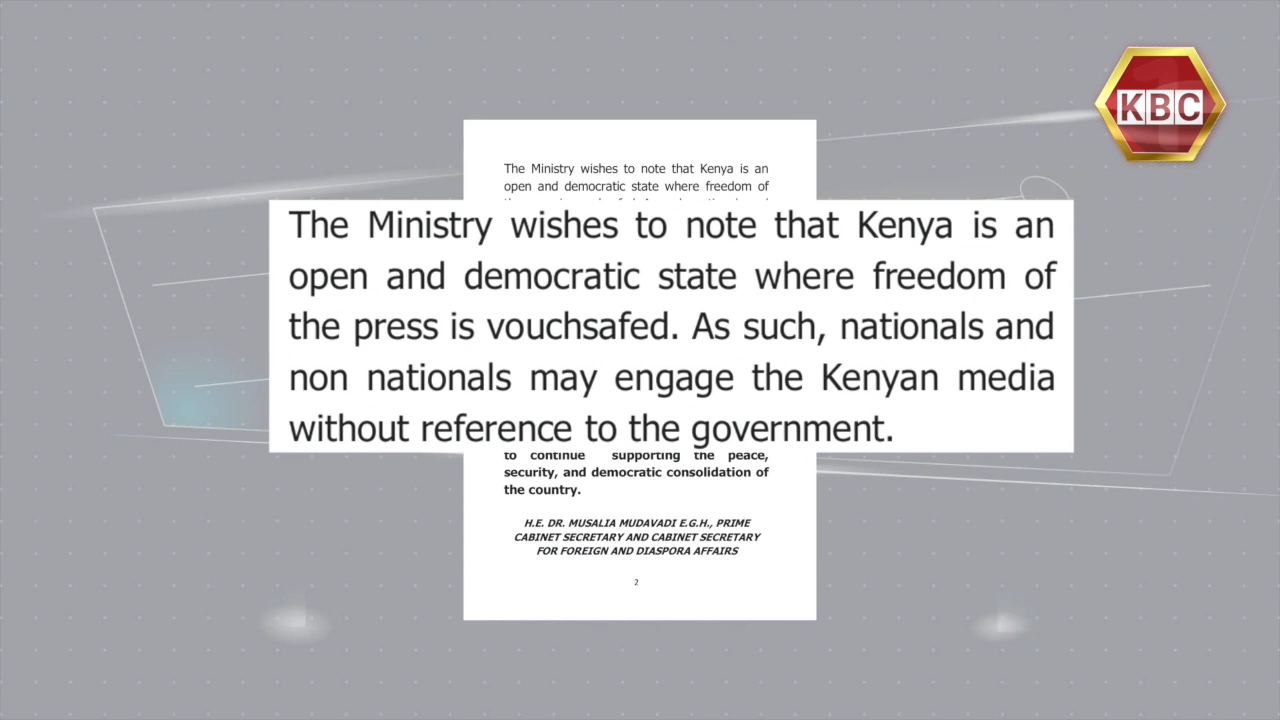 KBC
The Ministry wishes to note that Kenya is an
open and democratic state where freedom of
The Ministry wishes to note that Kenya is an
open and democratic state where freedom of
the press is vouchsafed. As such, nationals and
non nationals may engage the Kenyan media
without reference to the government.
to continue supporting the peace,
security, and democratic consolidation of
the country.
H.E. DR. MUSALIA MUDAVADI E.G.H., PRIME
CABINET SECRETARY AND CABINET SECRETARY
FOR FOREIGN AND DIASPORA AFFAIRS
2